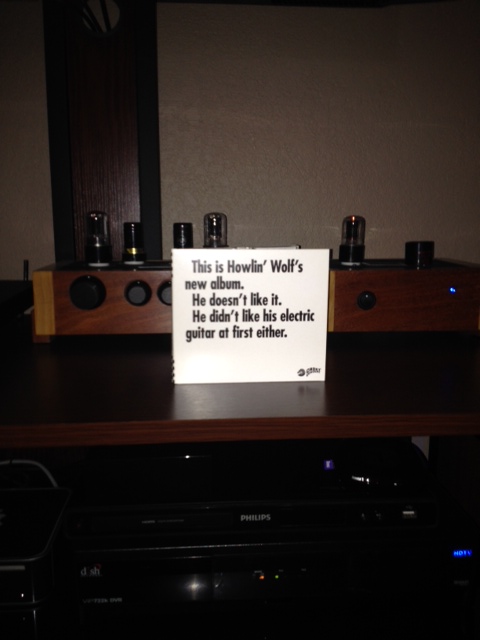 This is Howlin' Wolf's
new album.
He doesn't like it.
He didn't like his electric
guitar at first either.
PHILIPS
dish